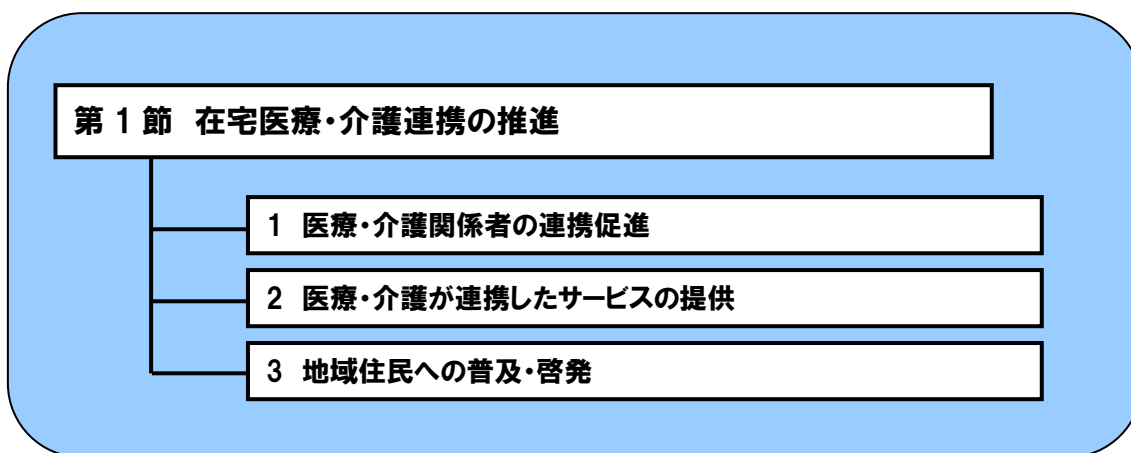 第 1 節 在宅医療・介護連携の推進
1 医療・介護関係者の連携促進
2 医療・介護が連携したサービスの提供
3 地域住民への普及・啓発